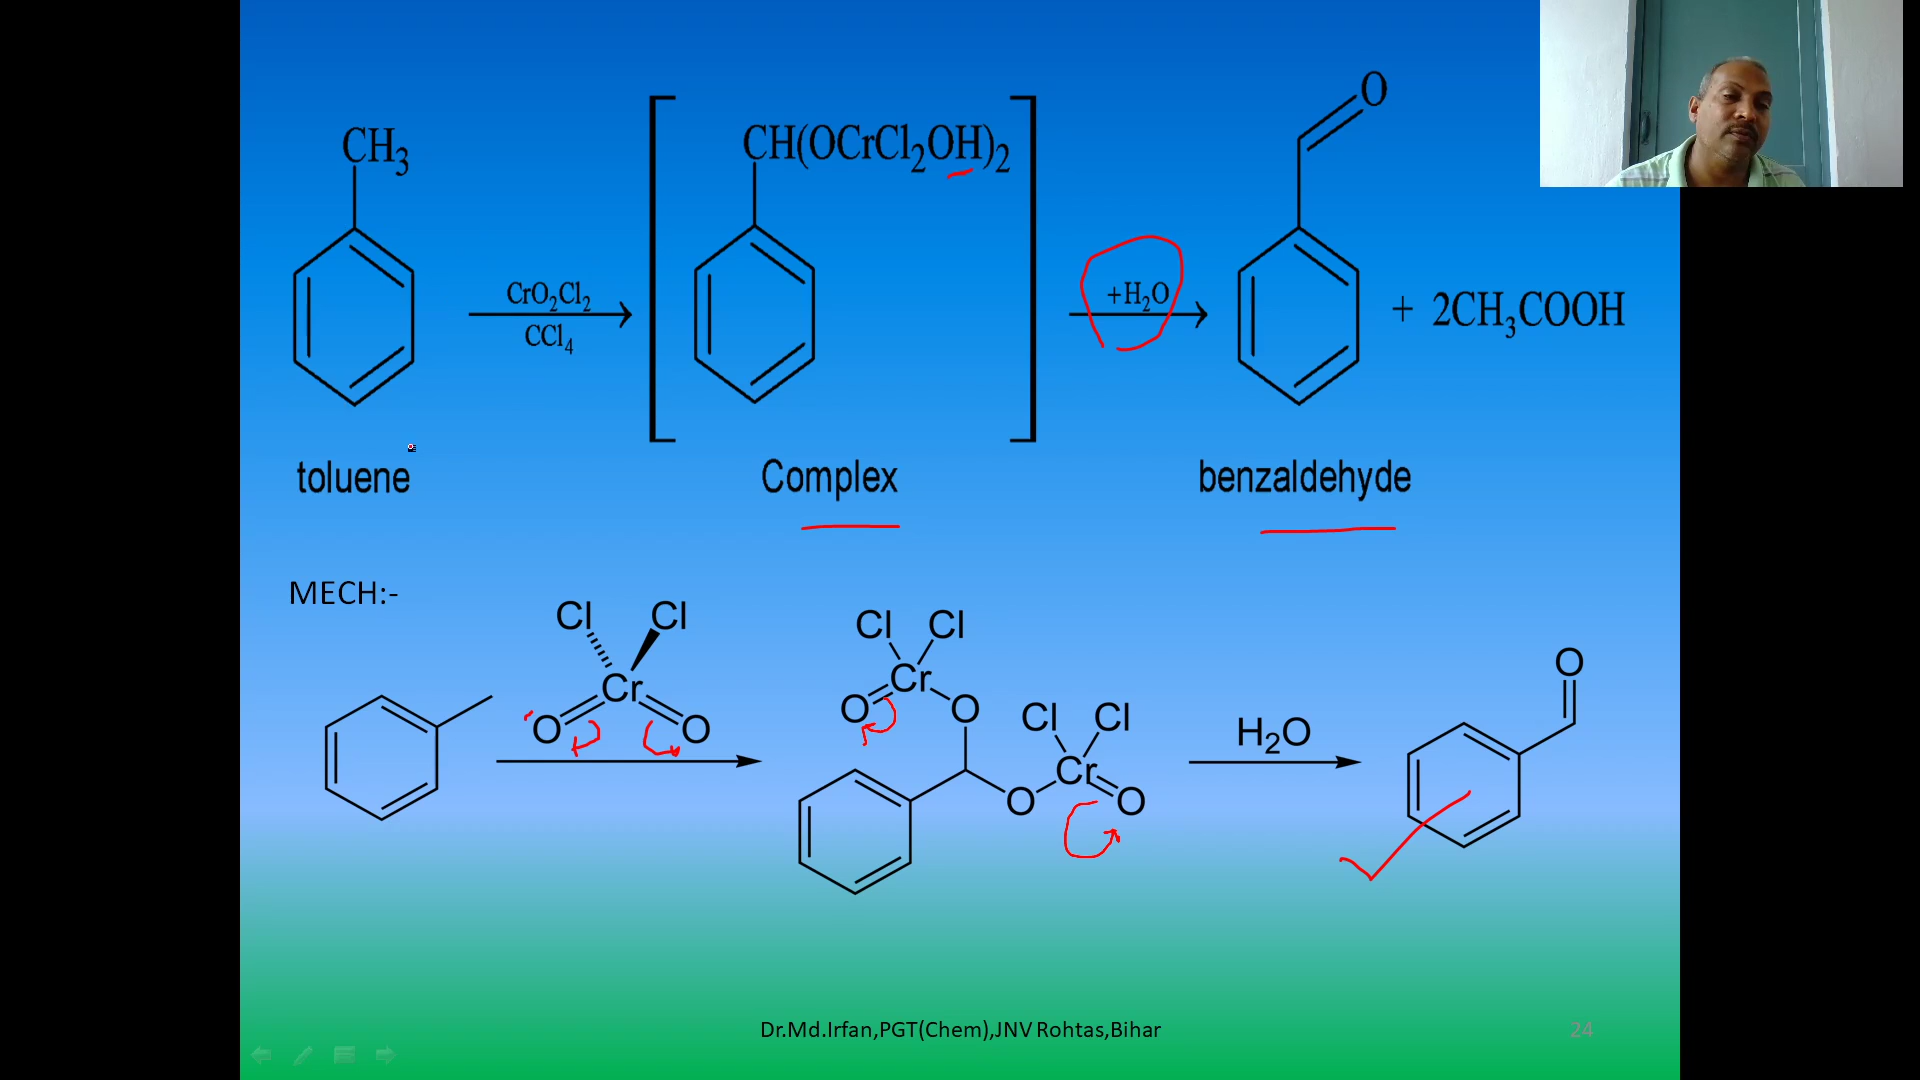 CH3
CH(OCrCl2OH)2
O
CrO2Cl2
CCl4
+H2O
+ 2CH3COOH
toluene
Complex
benzaldehyde
MECH:-
Cl Cl
Cr
O O
Cl Cl
Cr
O O
Cl Cl
Cr
O O
H2O
O
Dr.Md.Irfan,PGT(Chem),JNV Rohtas,Bihar
24